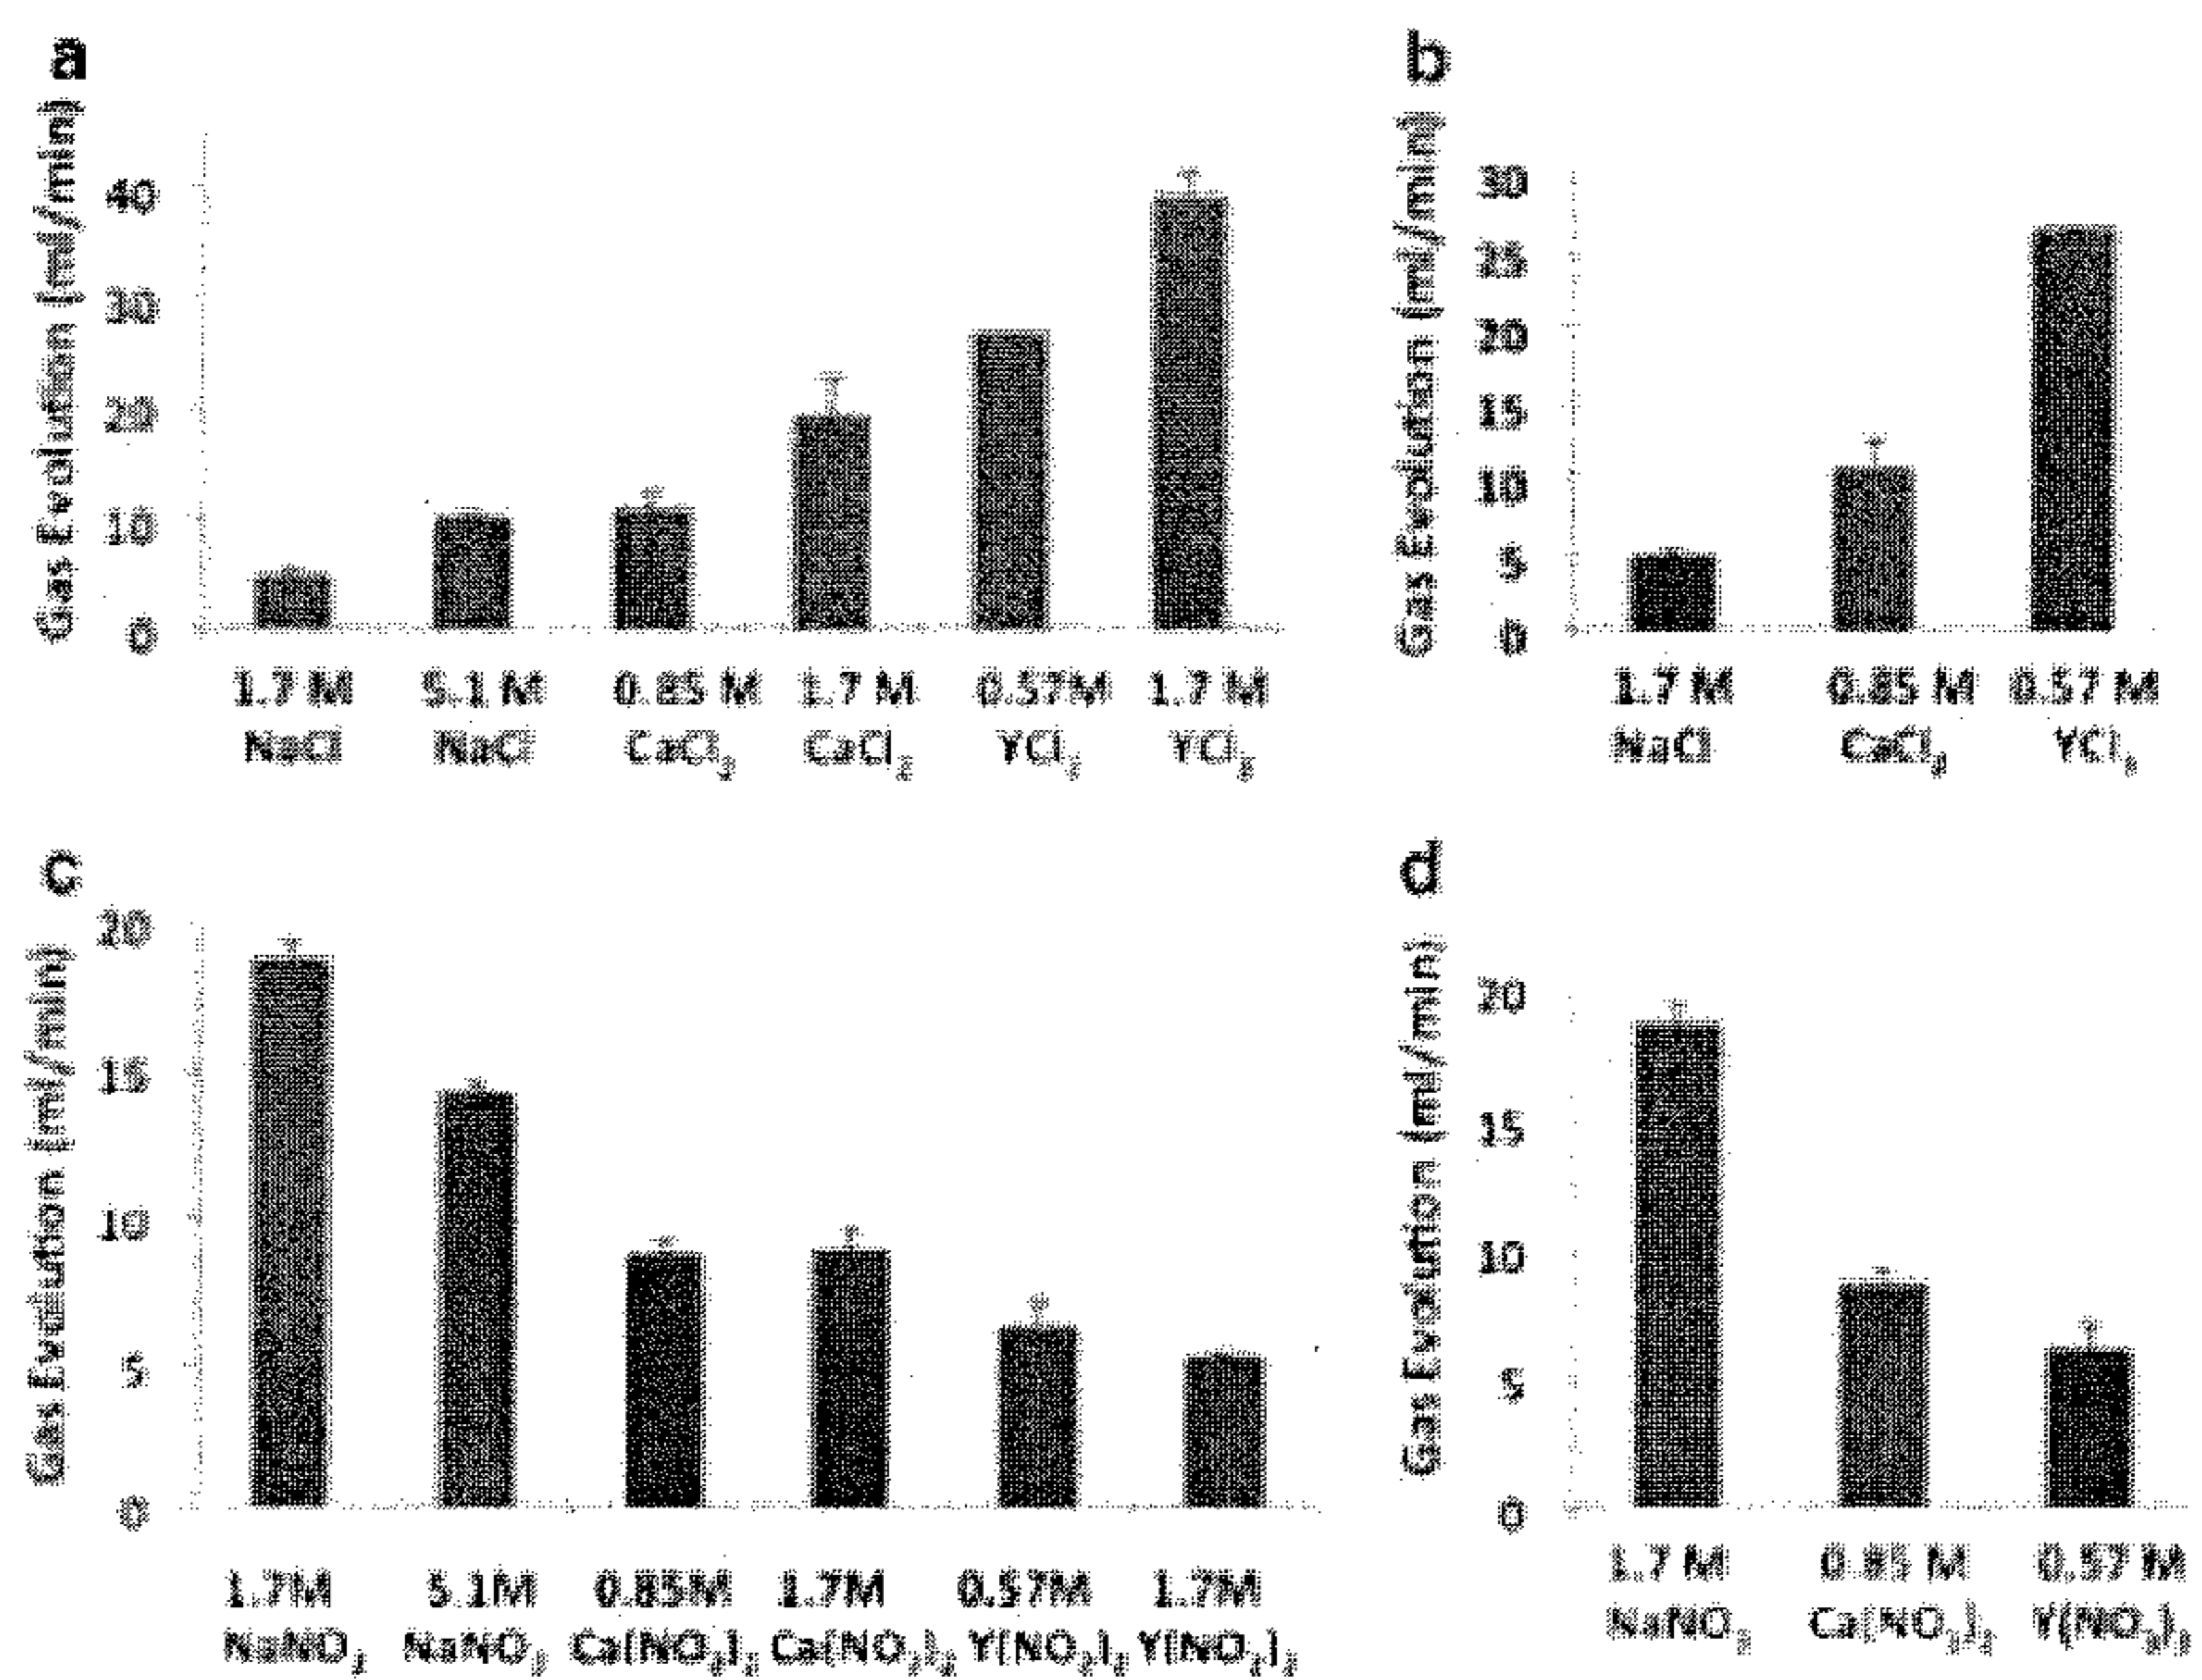 a
Gas Evolution [ml/min]
40
30
20
10
0
1.7 M 5.1 M 0.85 M 1.7 M 0.57M 1.7 M
NaCl NaCl CaCl₂ CaCl₂ YCl₃ YCl₃
b
Gas Evolution [ml/min]
30
25
20
15
10
5
0
1.7 M 0.85 M 0.57 M
NaCl CaCl₂ YCl₃
c
Gas Evolution [ml/min]
20
15
10
5
0
1.7M 5.1M 0.85M 1.7M 0.57M 1.7M
NaNO₃ NaNO₃ Ca(NO₃)₂ Ca(NO₃)₂ Y(NO₃)₃ Y(NO₃)₃
d
Gas Evolution [ml/min]
20
15
10
5
0
1.7 M 0.85 M 0.57 M
NaNO₃ Ca(NO₃)₂ Y(NO₃)₃